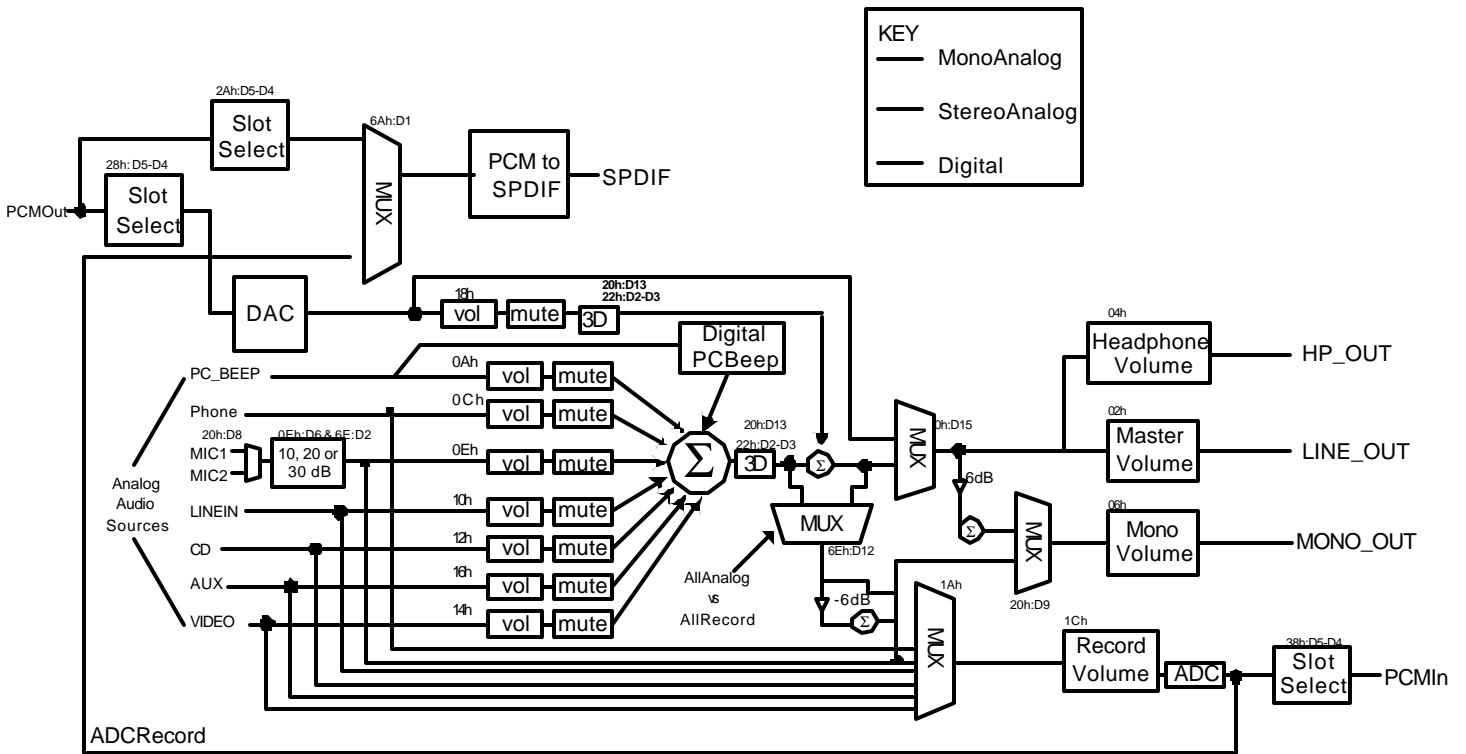 KEY
MonoAnalog
StereoAnalog
Digital
2Ah:D5-D4
Slot
Select
6Ah:D1
MUX
PCM to
SPDIF
SPDIF
28h: D5-D4
Slot
Select
PCMOut
DAC
18h
vol
mute
20h:D13
22h:D2-D3
3D
Digital
PCBeep
04h
Headphone
Volume
HP_OUT
PC_BEEP
0Ah
vol
mute
Phone
0Ch
vol
mute
20h:D8
MIC1
MIC2
0Eh:D6 & 6E:D2
10, 20 or
30 dB
0Eh
vol
mute
Σ
20h:D13
22h:D2-D3
3D
Σ
MUX
0h:D15
02h
Master
Volume
LINE_OUT
Analog
Audio
Sources
LINEIN
10h
vol
mute
MUX
6Eh:D12
6dB
Σ
MUX
20h:D9
06h
Mono
Volume
MONO_OUT
CD
12h
vol
mute
AUX
16h
vol
mute
AllAnalog
vs
AllRecord
-6dB
Σ
1Ah
MUX
VIDEO
14h
vol
mute
1Ch
Record
Volume
ADC
38h:D5-D4
Slot
Select
PCMIn
ADCRecord